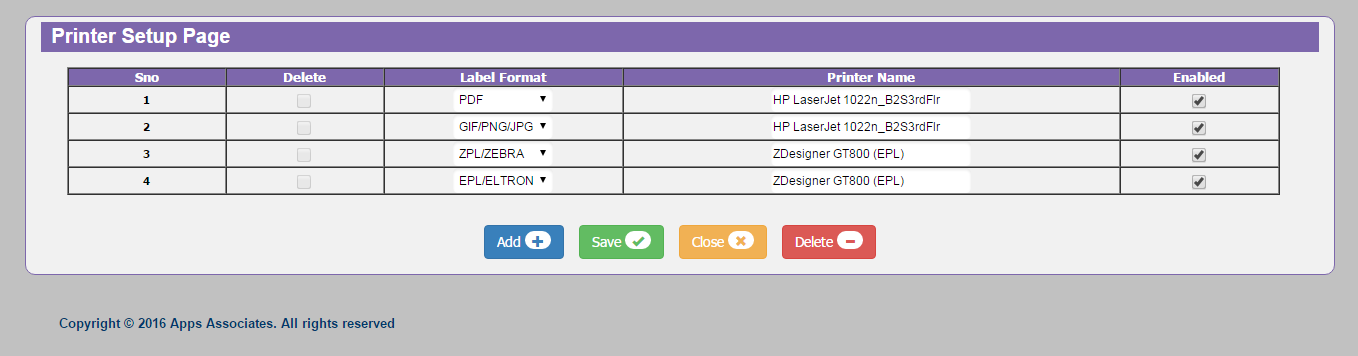 Printer Setup Page
Sno Delete Label Format Printer Name Enabled
1 PDF HP LaserJet 1022n_B2S3rdFlr
2 GIF/PNG/JPG HP LaserJet 1022n_B2S3rdFlr
3 ZPL/ZEBRA ZDesigner GT800 (EPL)
4 EPL/ELTRON ZDesigner GT800 (EPL)
Add Save Close Delete
Copyright © 2016 Apps Associates. All rights reserved